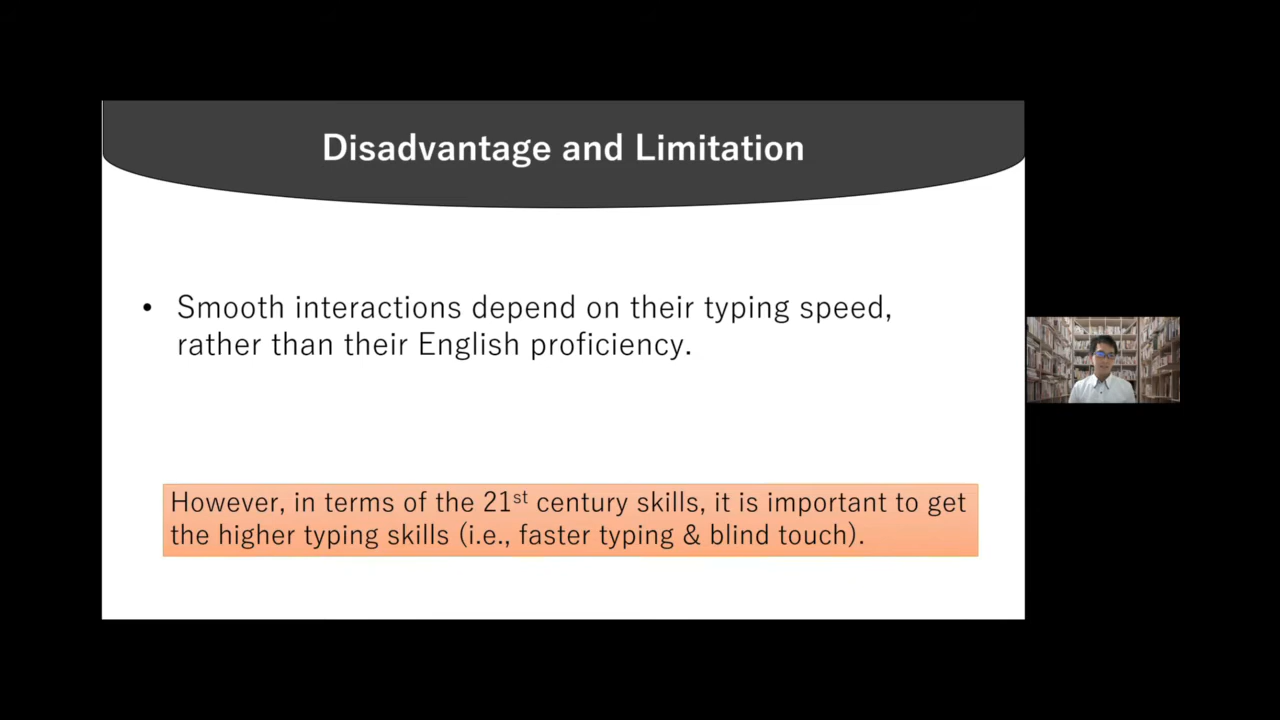 Disadvantage and Limitation
• Smooth interactions depend on their typing speed,
rather than their English proficiency.
However, in terms of the 21st century skills, it is important to get
the higher typing skills (i.e., faster typing & blind touch).